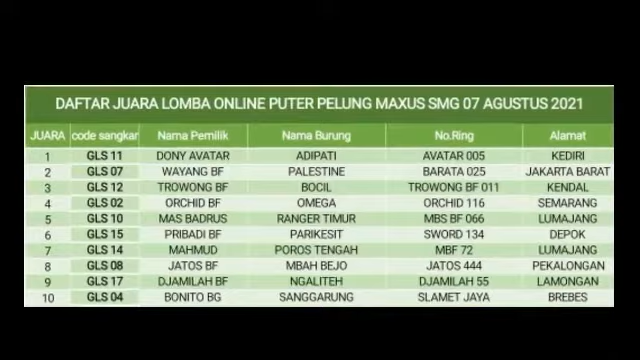 DAFTAR JUARA LOMBA ONLINE PUTER PELUNG MAXUS SMG 07 AGUSTUS 2021
JUARA code sangkar Nama Pemilik Nama Burung No.Ring Alamat
1 GLS 11 DONY AVATAR ADIPATI AVATAR 005 KEDIRI
2 GLS 07 WAYANG BF PALESTINE BARATA 025 JAKARTA BARAT
3 GLS 12 TROWONG BF BOCIL TROWONG BF 011 KENDAL
4 GLS 02 ORCHID BF OMEGA ORCHID 116 SEMARANG
5 GLS 10 MAS BADRUS RANGER TIMUR MBS BF 066 LUMAJANG
6 GLS 15 PRIBADI BF PARIKESIT SWORD 134 DEPOK
7 GLS 14 MAHMUD POROS TENGAH MBF 72 LUMAJANG
8 GLS 08 JATOS BF MBAH BEJO JATOS 444 PEKALONGAN
9 GLS 17 DJAMILAH BF NGALITEH DJAMILAH 55 LAMONGAN
10 GLS 04 BONITO BG SANGGARUNG SLAMET JAYA BREBES